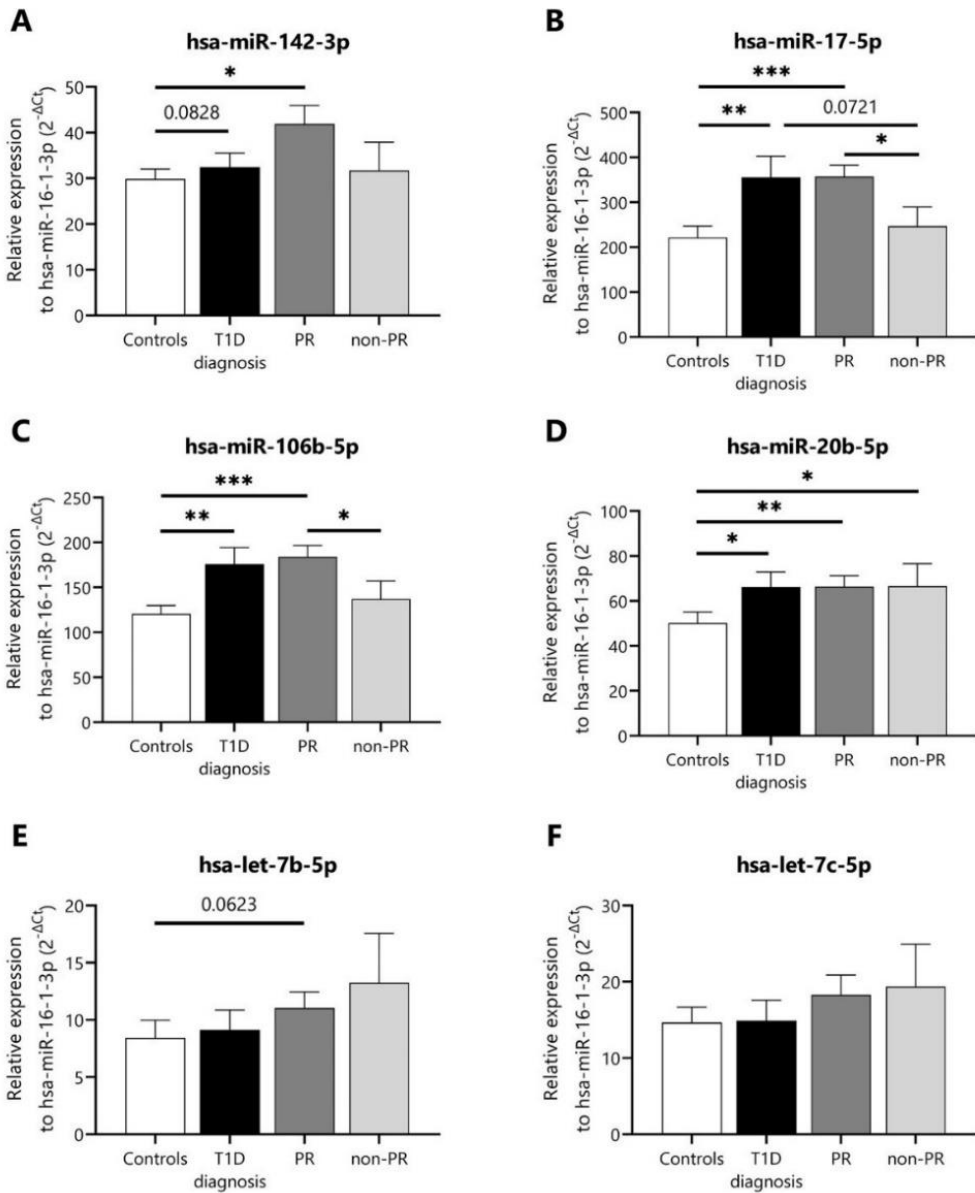 A
hsa-miR-142-3p
Relative expression
to hsa-miR-16-1-3p (2^-ΔCt)
50
40
30
20
10
0
*
0.0828
Controls T1D PR non-PR
diagnosis
B
hsa-miR-17-5p
Relative expression
to hsa-miR-16-1-3p (2^-ΔCt)
500
400
300
200
100
0
***
** 0.0721
*
Controls T1D PR non-PR
diagnosis
C
hsa-miR-106b-5p
Relative expression
to hsa-miR-16-1-3p (2^-ΔCt)
250
200
150
100
50
0
***
** *
Controls T1D PR non-PR
diagnosis
D
hsa-miR-20b-5p
Relative expression
to hsa-miR-16-1-3p (2^-ΔCt)
100
80
60
40
20
0
*
**
*
Controls T1D PR non-PR
diagnosis
E
hsa-let-7b-5p
Relative expression
to hsa-miR-16-1-3p (2^-ΔCt)
20
15
10
5
0
0.0623
Controls T1D PR non-PR
diagnosis
F
hsa-let-7c-5p
Relative expression
to hsa-miR-16-1-3p (2^-ΔCt)
30
20
10
0
Controls T1D PR non-PR
diagnosis